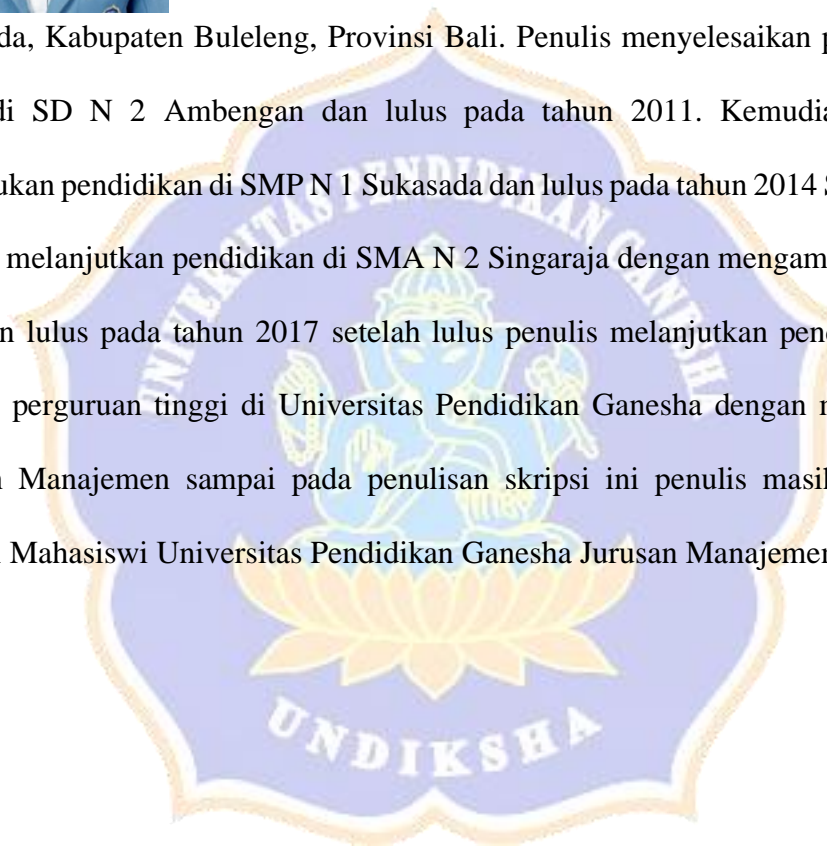 da, Kabupaten Buleleng, Provinsi Bali. Penulis menyelesaikan p
di SD N 2 Ambengan dan lulus pada tahun 2011. Kemudia
ukan pendidikan di SMP N 1 Sukasada dan lulus pada tahun 2014 S
melanjutkan pendidikan di SMA N 2 Singaraja dengan mengam
n lulus pada tahun 2017 setelah lulus penulis melanjutkan pen
perguruan tinggi di Universitas Pendidikan Ganesha dengan
Manajemen sampai pada penulisan skripsi ini penulis masi
Mahasiswi Universitas Pendidikan Ganesha Jurusan Manajemen
UNIVERSITAS PENDIDIKAN GANESHA
UNDIKSHA